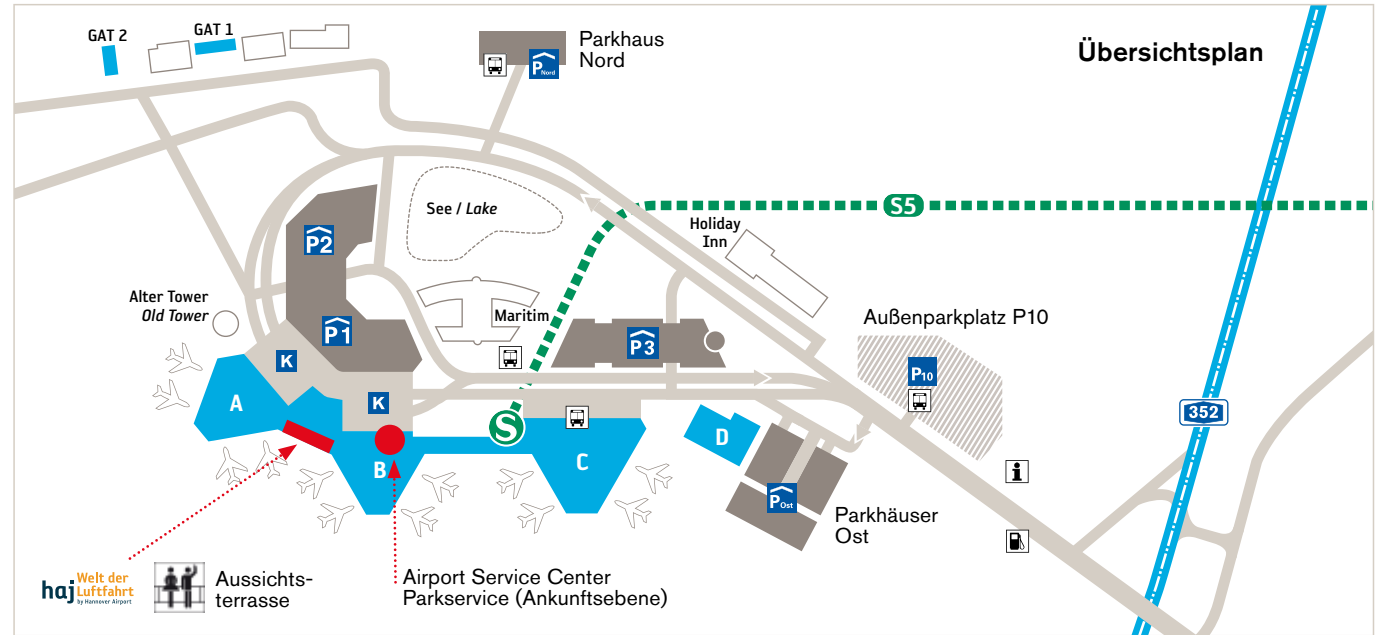 GAT 2
GAT 1
Parkhaus
Nord
P Nord
Übersichtsplan
See / Lake
S5
Holiday
Inn
P2
Alter Tower
Old Tower
Maritim
P1
P3
Außenparkplatz P10
P10
K
K
A
352
S
D
B
C
i
P Ost
Parkhäuser
Ost
haj Welt der
Luftfahrt
by Hannover Airport
Aussichts-
terrasse
Airport Service Center
Parkservice (Ankunftsebene)